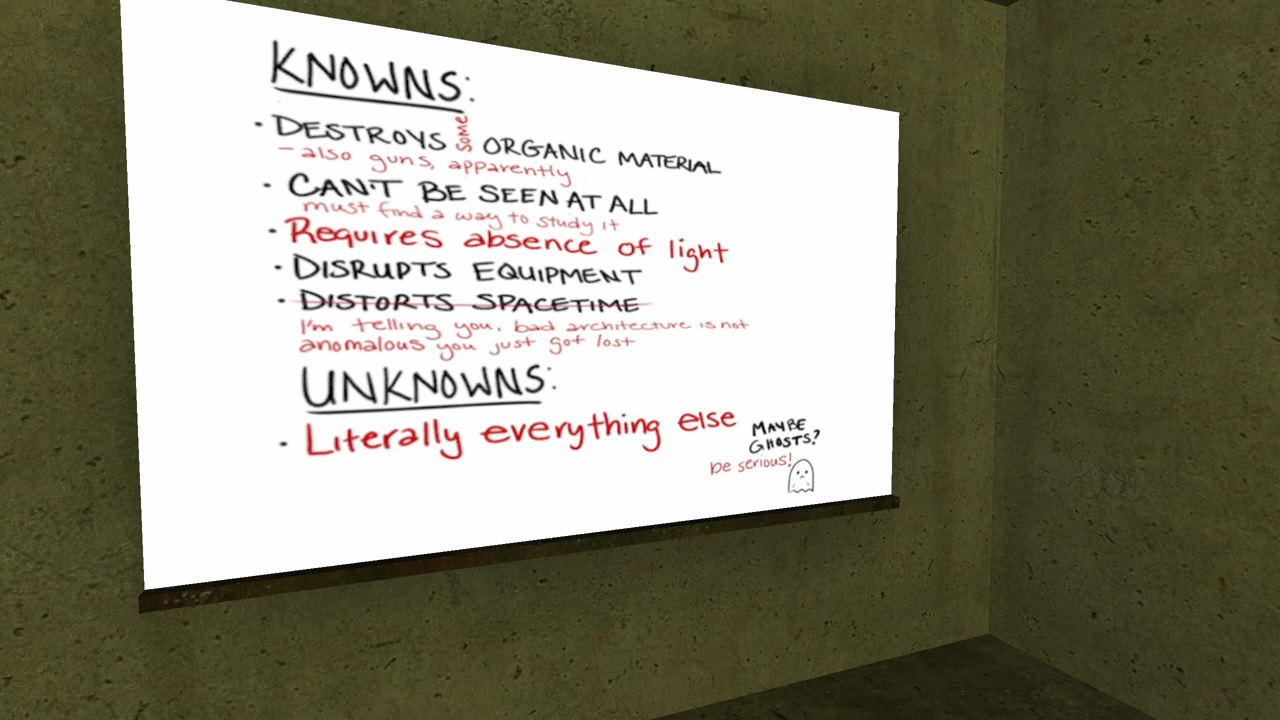 KNOWNS:
• DESTROYS some ORGANIC MATERIAL
– also guns, apparently
• CAN'T BE SEEN AT ALL
must find a way to study it
• Requires absence of light
• DISRUPTS EQUIPMENT
• DISTORTS SPACETIME
I'm telling you, bad architecture is not
anomalous you just got lost
UNKNOWNS:
• Literally everything else
MAYBE
GHOSTS?
be serious!